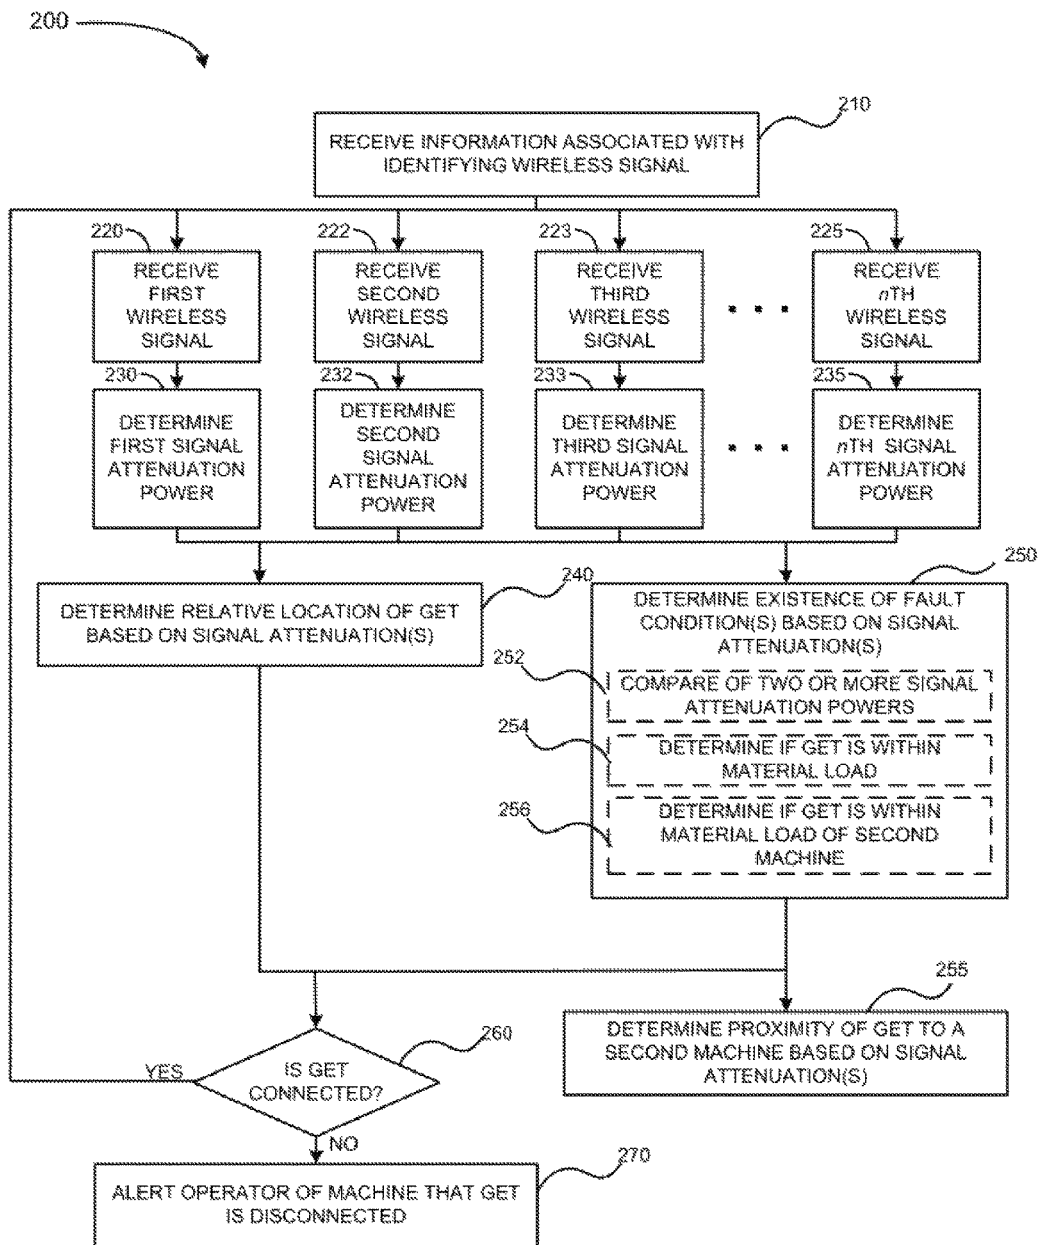 200
210
RECEIVE INFORMATION ASSOCIATED WITH
IDENTIFYING WIRELESS SIGNAL
220
222
223
225
RECEIVE
FIRST
WIRELESS
SIGNAL
RECEIVE
SECOND
WIRELESS
SIGNAL
RECEIVE
THIRD
WIRELESS
SIGNAL
RECEIVE
nTH
WIRELESS
SIGNAL
230
232
233
235
DETERMINE
FIRST SIGNAL
ATTENUATION
POWER
DETERMINE
SECOND
SIGNAL
ATTENUATION
POWER
DETERMINE
THIRD SIGNAL
ATTENUATION
POWER
DETERMINE
nTH SIGNAL
ATTENUATION
POWER
240
DETERMINE RELATIVE LOCATION OF GET
BASED ON SIGNAL ATTENUATION(S)
250
DETERMINE EXISTENCE OF FAULT
CONDITION(S) BASED ON SIGNAL
ATTENUATION(S)
252
COMPARE OF TWO OR MORE SIGNAL
ATTENUATION POWERS
254
DETERMINE IF GET IS WITHIN
MATERIAL LOAD
256
DETERMINE IF GET IS WITHIN
MATERIAL LOAD OF SECOND
MACHINE
255
DETERMINE PROXIMITY OF GET TO A
SECOND MACHINE BASED ON SIGNAL
ATTENUATION(S)
260
IS GET
CONNECTED?
YES
NO
270
ALERT OPERATOR OF MACHINE THAT GET
IS DISCONNECTED